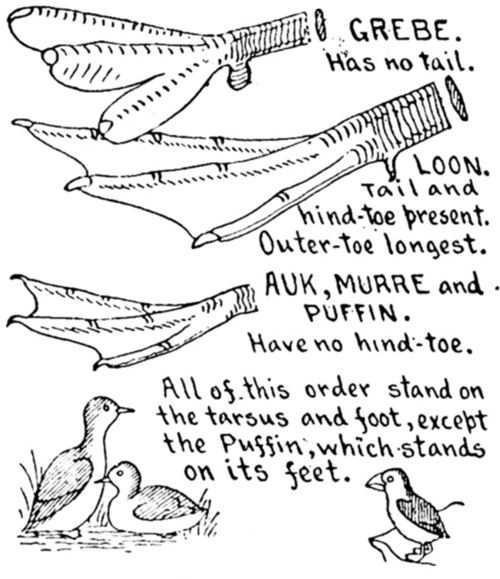 GREBE.
Has no tail.
LOON.
Tail and
hind-toe present.
Outer-toe longest.
AUK, MURRE and
PUFFIN.
Have no hind-toe.
All of this order stand on
the tarsus and foot, except
the Puffin, which stands
on its feet.